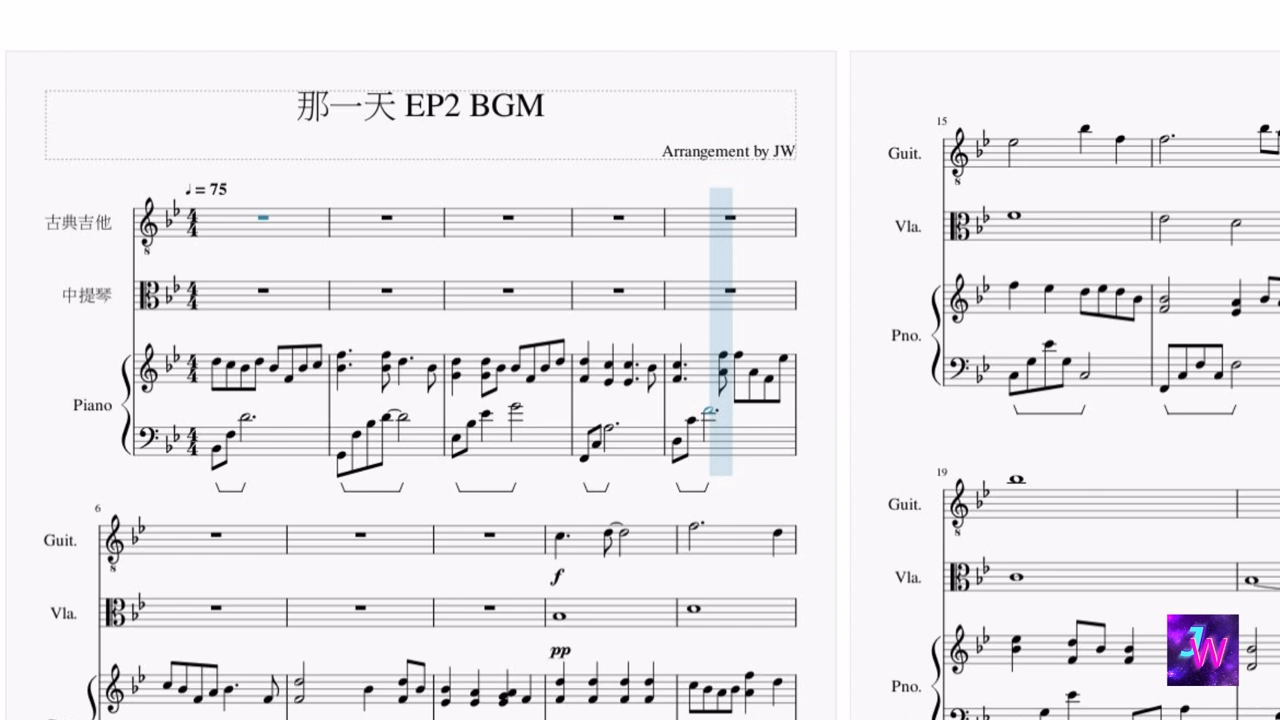 那一天 EP2 BGM
Arrangement by JW
♩ = 75
古典吉他
中提琴
Piano
6
Guit.
f
Vla.
pp
15
Guit.
Vla.
Pno.
19
Guit.
Vla.
Pno.
JW